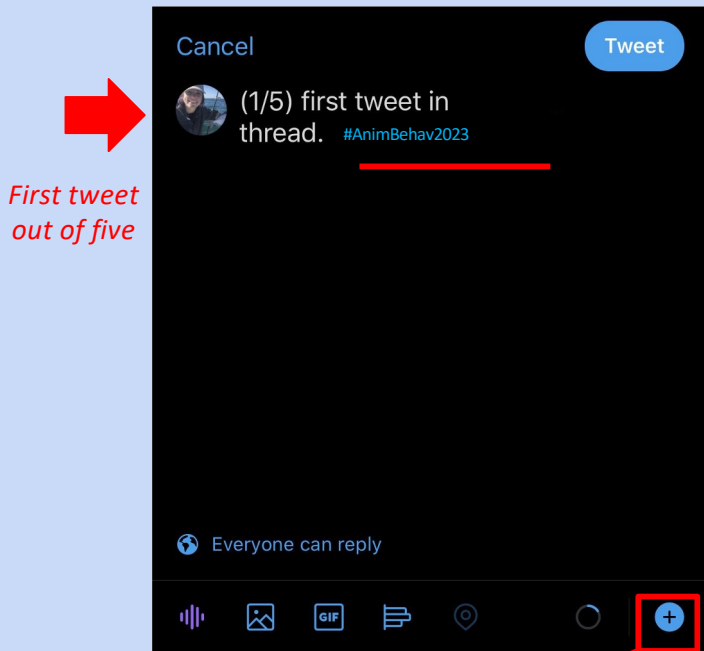 Cancel
Tweet
(1/5) first tweet in
thread. #AnimBehav2023
First tweet
out of five
Everyone can reply
GIF